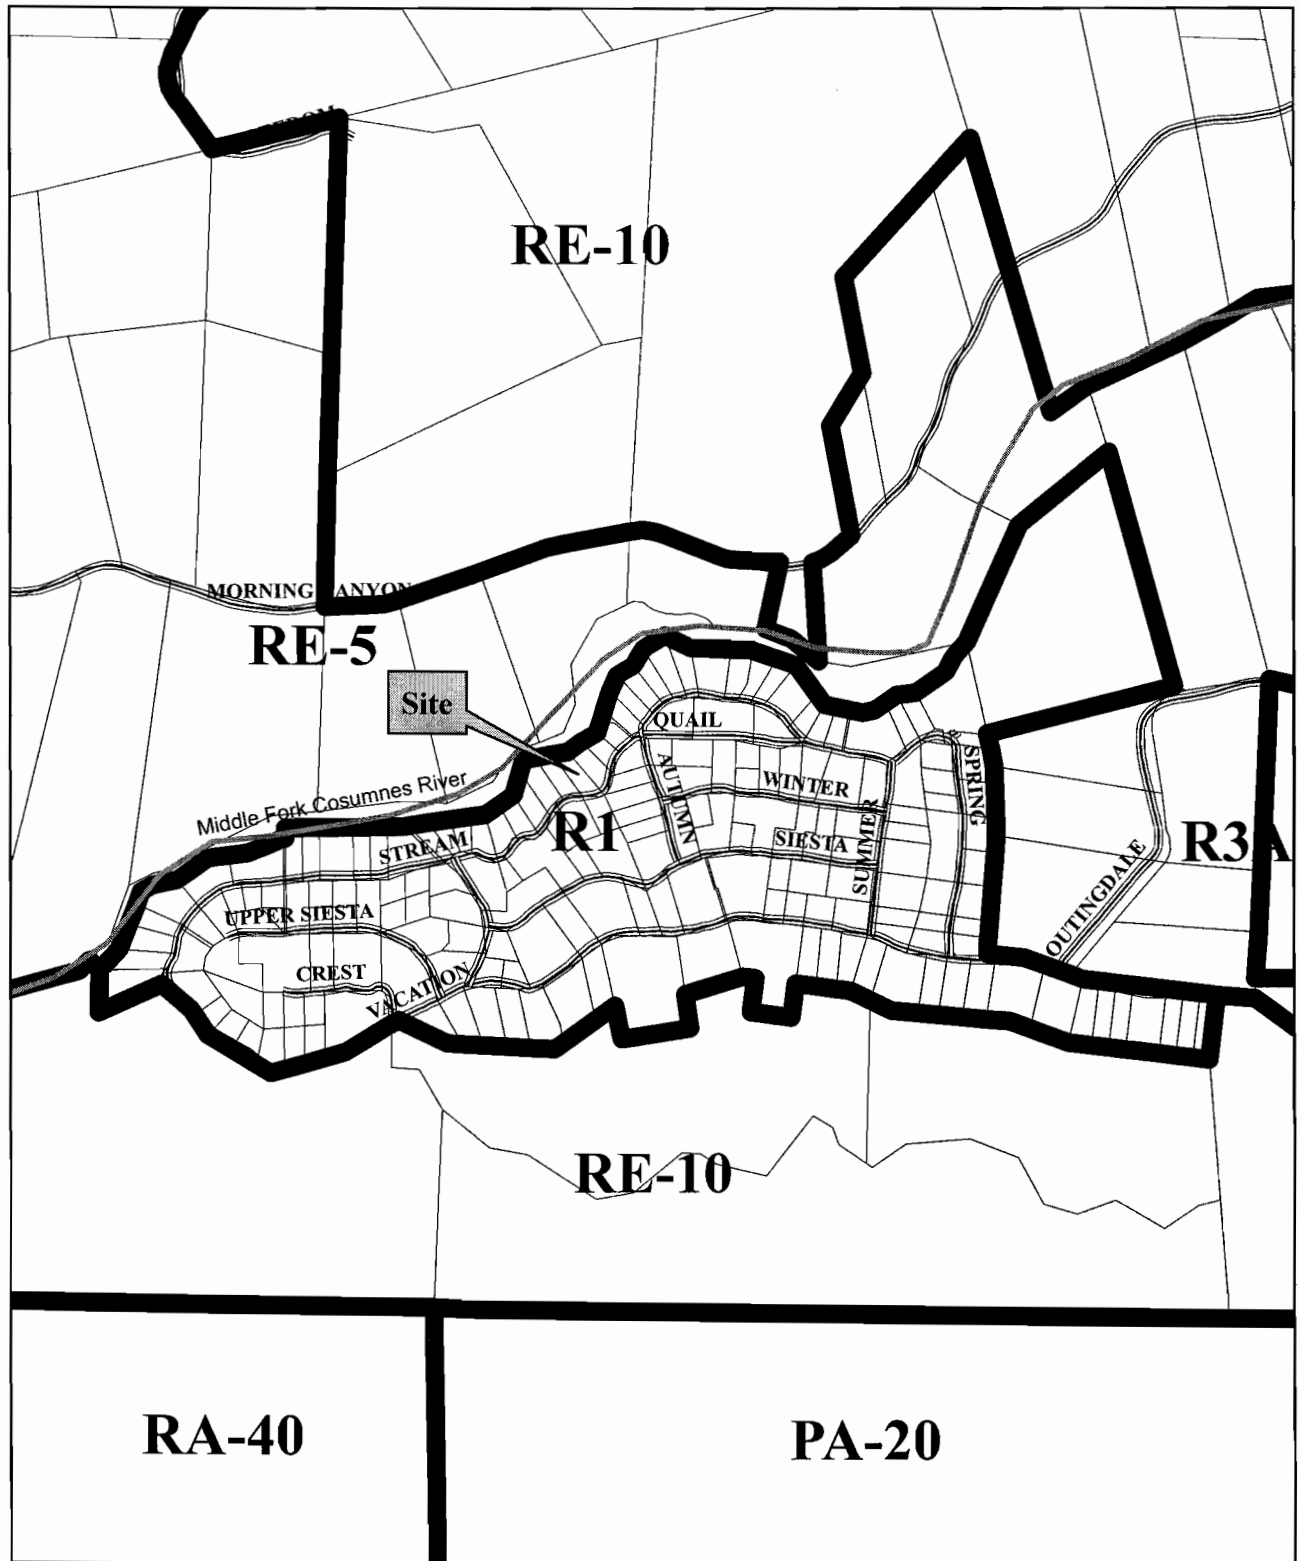 RE-10
MORNING
ANYON
RE-5
Site
QUAIL
AUTUMN
WINTER
SPRING
Middle Fork Cosumnes River
STREAM
R1
SIESTA
SUMMER
R3A
OUTINGDALE
UPPER SIESTA
CREST
VACATION
RE-10
RA-40
PA-20